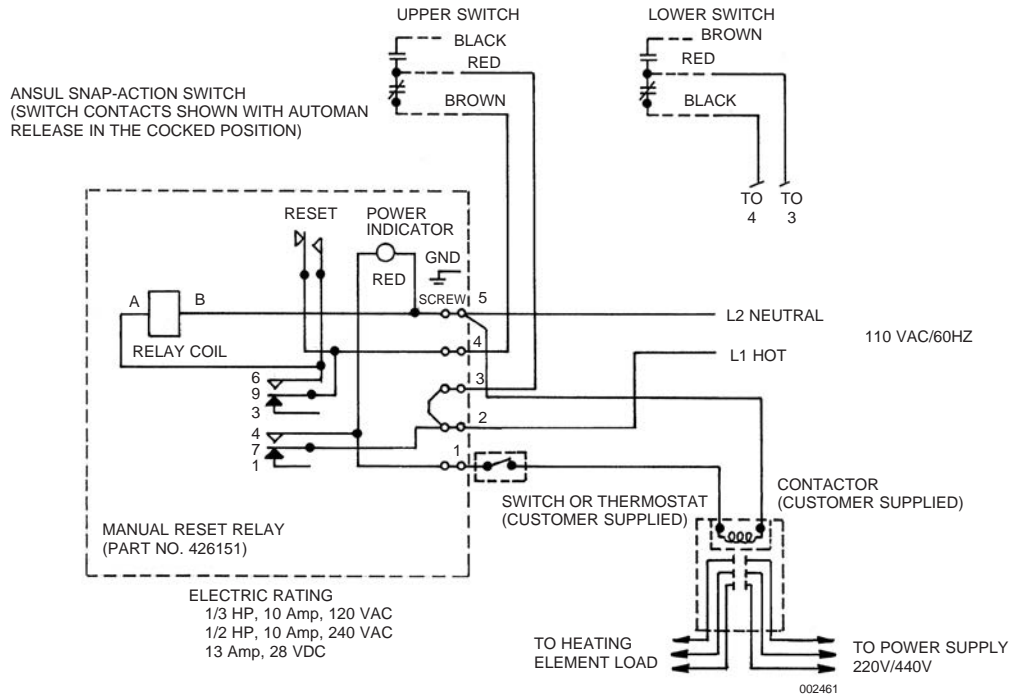 UPPER SWITCH
BLACK
RED
BROWN
LOWER SWITCH
BROWN
RED
BLACK
TO
4
TO
3
ANSUL SNAP-ACTION SWITCH
(SWITCH CONTACTS SHOWN WITH AUTOMAN
RELEASE IN THE COCKED POSITION)
RESET
POWER
INDICATOR
RED
GND
SCREW
5
4
3
2
1
A
B
RELAY COIL
6
9
3
4
7
1
L2 NEUTRAL
L1 HOT
110 VAC/60HZ
SWITCH OR THERMOSTAT
(CUSTOMER SUPPLIED)
CONTACTOR
(CUSTOMER SUPPLIED)
MANUAL RESET RELAY
(PART NO. 426151)
ELECTRIC RATING
1/3 HP, 10 Amp, 120 VAC
1/2 HP, 10 Amp, 240 VAC
13 Amp, 28 VDC
TO HEATING
ELEMENT LOAD
TO POWER SUPPLY
220V/440V
002461